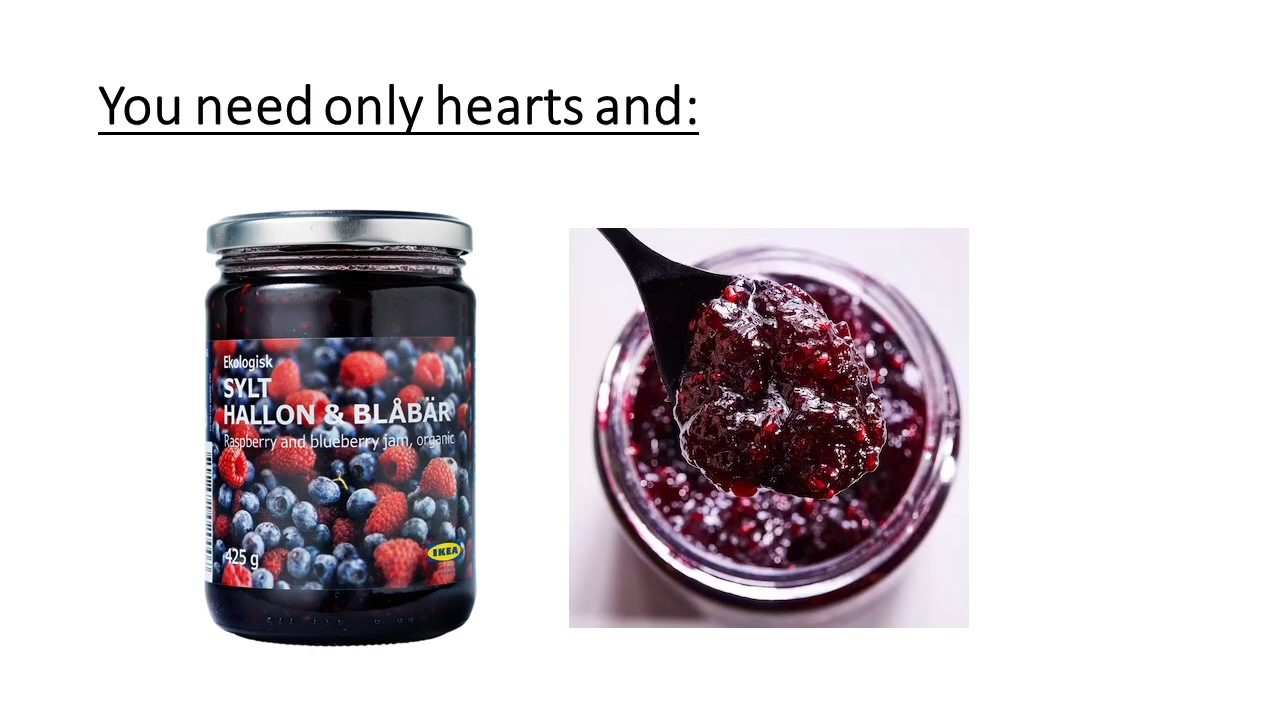 You need only hearts and:
Ekologisk
SYLT
HALLON & BLÅBÄR
Raspberry and blueberry jam, organic
425 g
IKEA